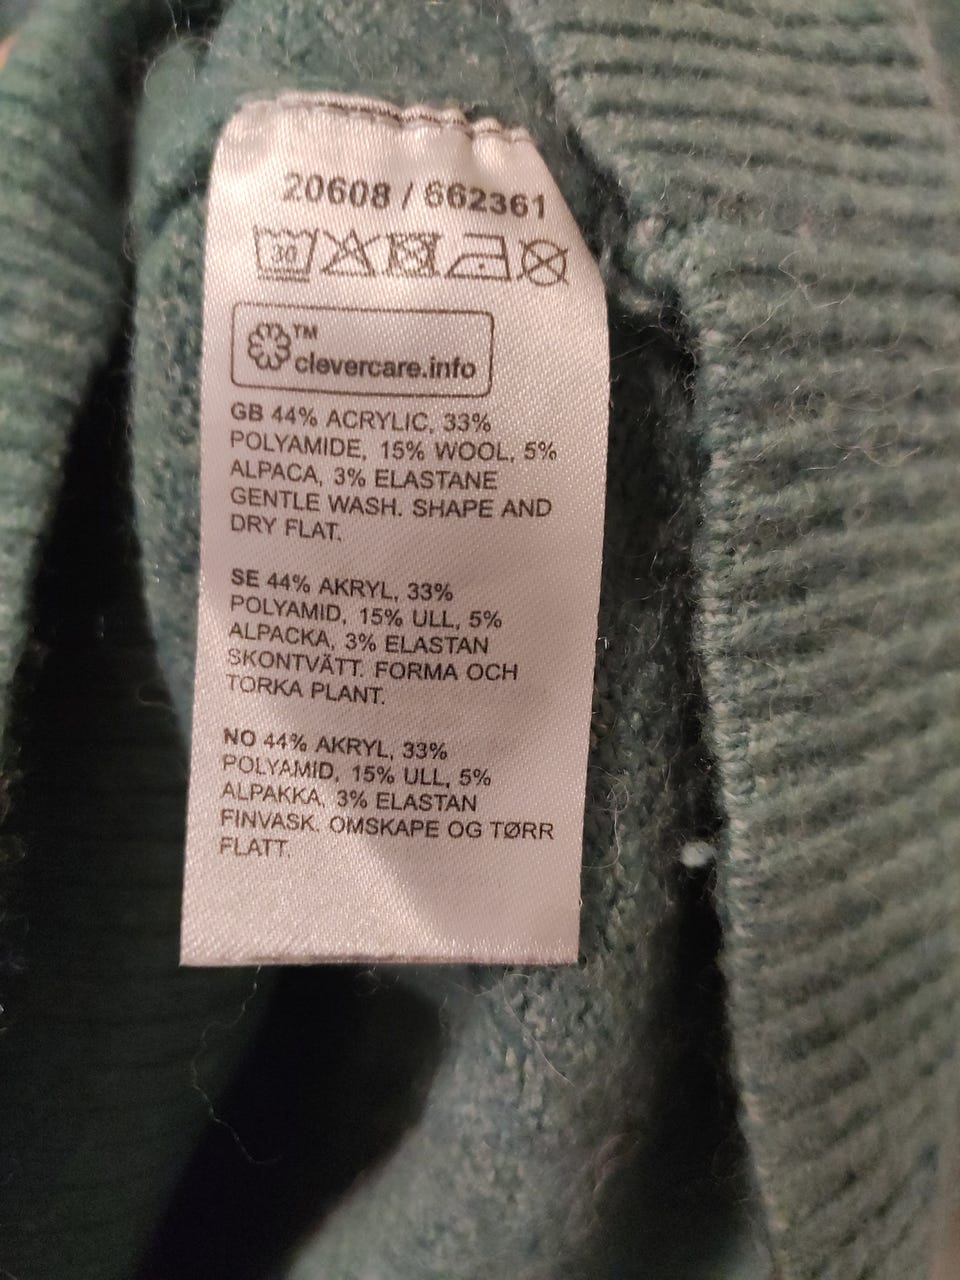 20608 / 662361
30
TM
clevercare.info
GB 44% ACRYLIC, 33%
POLYAMIDE, 15% WOOL, 5%
ALPACA, 3% ELASTANE
GENTLE WASH. SHAPE AND
DRY FLAT.
SE 44% AKRYL, 33%
POLYAMID, 15% ULL, 5%
ALPACKA, 3% ELASTAN
SKONTVÄTT. FORMA OCH
TORKA PLANT.
NO 44% AKRYL, 33%
POLYAMID, 15% ULL, 5%
ALPAKKA, 3% ELASTAN
FINVASK. OMSKAPE OG TØRR
FLATT.